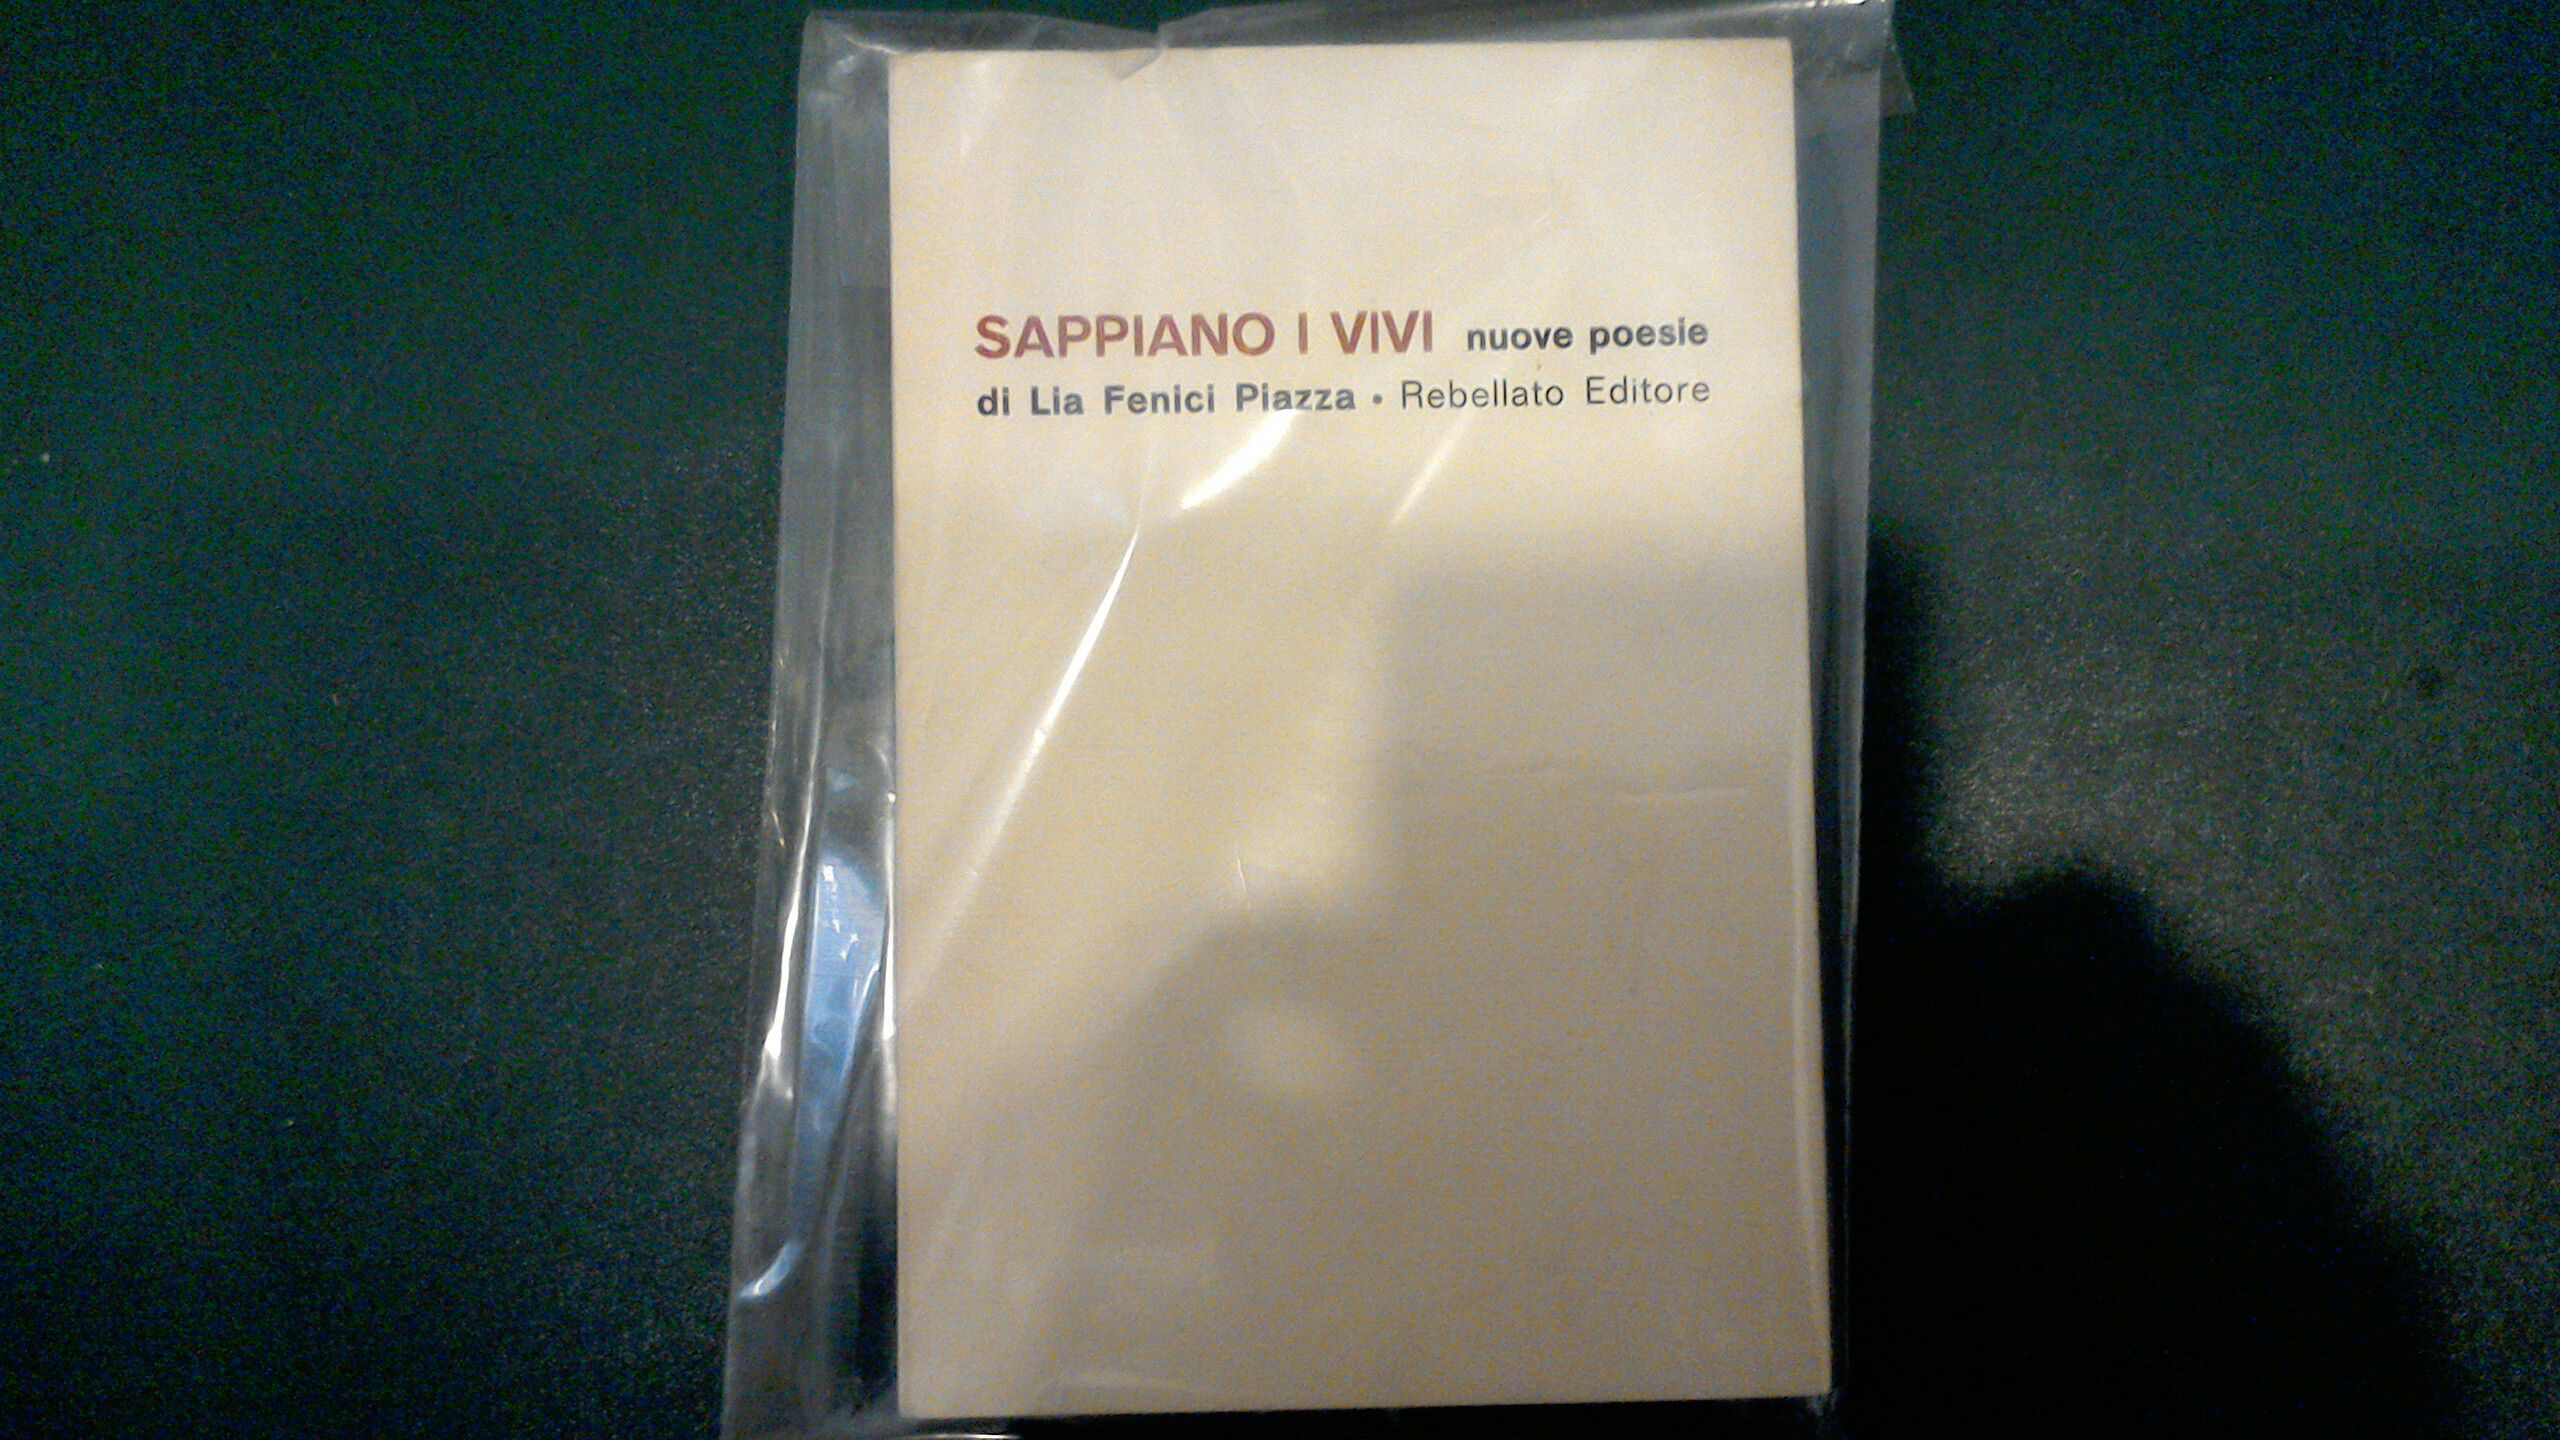 SAPPIANO I VIVI nuove poesie
di Lia Fenici Piazza • Rebellato Editore